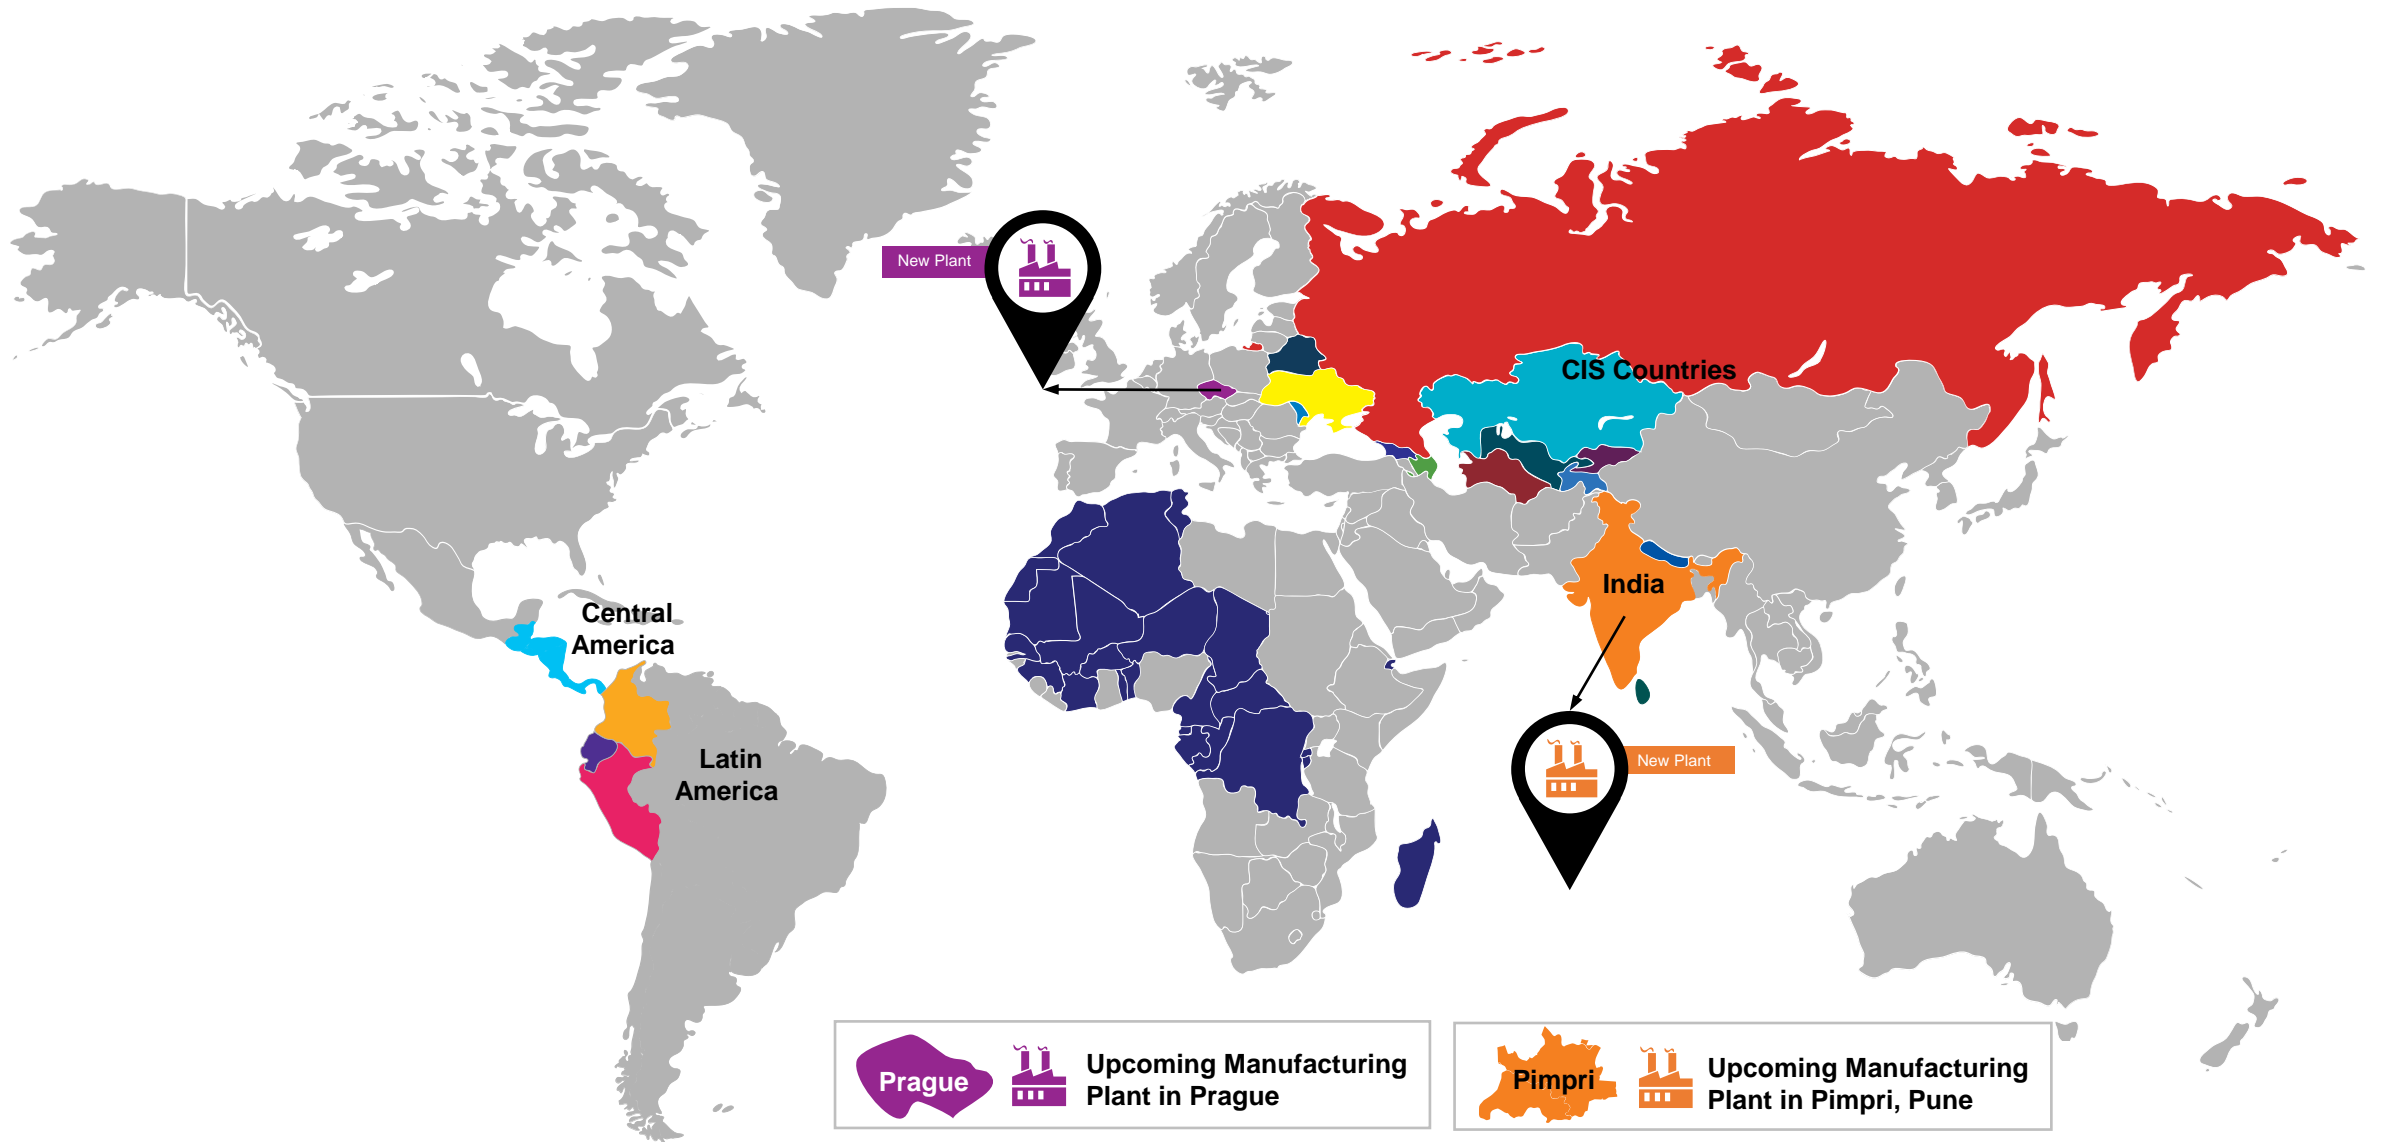 New Plant
CIS Countries
India
Central
America
Latin
America
New Plant
Prague
Upcoming Manufacturing
Plant in Prague
Pimpri
Upcoming Manufacturing
Plant in Pimpri, Pune